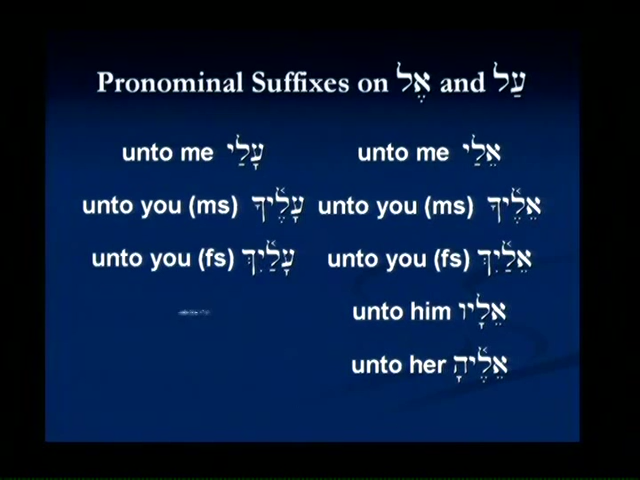 Pronominal Suffixes on אֶל and עַל
unto me עָלַי unto me אֵלַי
unto you (ms) עָלֶ֫יךָ unto you (ms) אֵלֶ֫יךָ
unto you (fs) עָלַ֫יִךְ unto you (fs) אֵלַ֫יִךְ
unto him אֵלָיו
unto her אֵלֶ֫יהָ